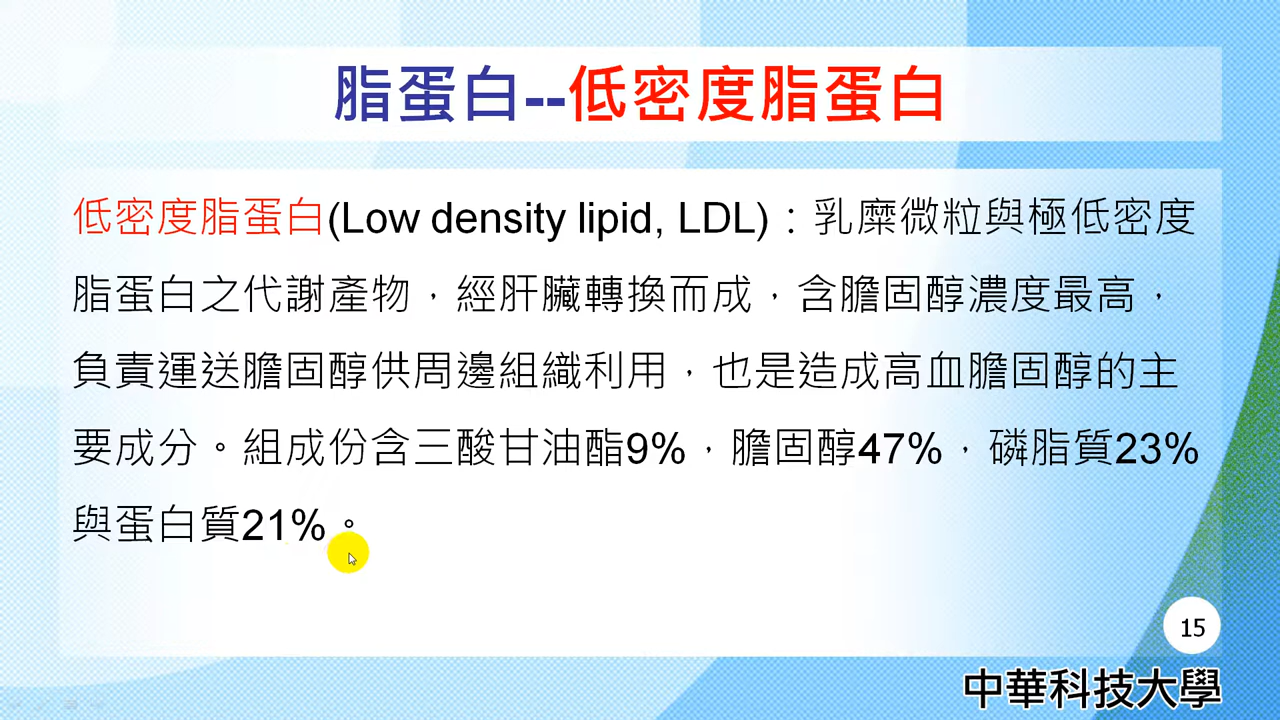 脂蛋白--低密度脂蛋白
低密度脂蛋白(Low density lipid, LDL)：乳糜微粒與極低密度
脂蛋白之代謝產物，經肝臟轉換而成，含膽固醇濃度最高，
負責運送膽固醇供周邊組織利用，也是造成高血膽固醇的主
要成分。組成份含三酸甘油酯9%，膽固醇47%，磷脂質23%
與蛋白質21%。
15
中華科技大學